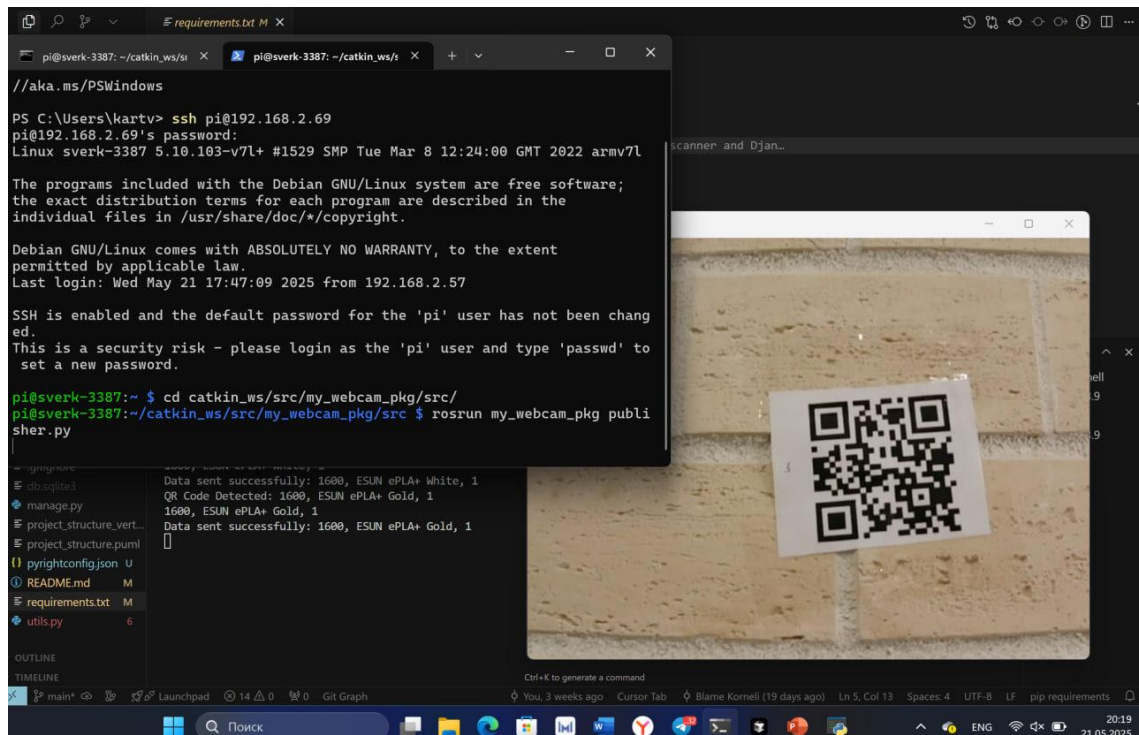 requirements.txt M
pi@sverk-3387: ~/catkin_ws/sr
pi@sverk-3387: ~/catkin_ws/s
//aka.ms/PSWindows
PS C:\Users\kartv> ssh pi@192.168.2.69
pi@192.168.2.69's password:
Linux sverk-3387 5.10.103-v7l+ #1529 SMP Tue Mar 8 12:24:00 GMT 2022 armv7l
The programs included with the Debian GNU/Linux system are free software;
the exact distribution terms for each program are described in the
individual files in /usr/share/doc/*/copyright.
Debian GNU/Linux comes with ABSOLUTELY NO WARRANTY, to the extent
permitted by applicable law.
Last login: Wed May 21 17:47:09 2025 from 192.168.2.57
SSH is enabled and the default password for the 'pi' user has not been chang
ed.
This is a security risk - please login as the 'pi' user and type 'passwd' to
set a new password.
pi@sverk-3387:~ $ cd catkin_ws/src/my_webcam_pkg/src/
pi@sverk-3387:~/catkin_ws/src/my_webcam_pkg/src $ rosrun my_webcam_pkg publi
sher.py
scanner and Djan…
ell
.9
.9
3
.gitignore
db.sqlite3
manage.py
project_structure_vert...
project_structure.puml
pyrightconfig.json U
README.md M
requirements.txt M
utils.py 6
OUTLINE
TIMELINE
Data sent successfully: 1600, ESUN ePLA+ White, 1
QR Code Detected: 1600, ESUN ePLA+ Gold, 1
1600, ESUN ePLA+ Gold, 1
Data sent successfully: 1600, ESUN ePLA+ Gold, 1
Ctrl+K to generate a command
main* Launchpad 14 0 0 Git Graph You, 3 weeks ago Cursor Tab Blame Korneli (19 days ago) Ln 5, Col 13 Spaces: 4 UTF-8 LF pip requirements
Поиск
ENG
20:19
21.05.2025